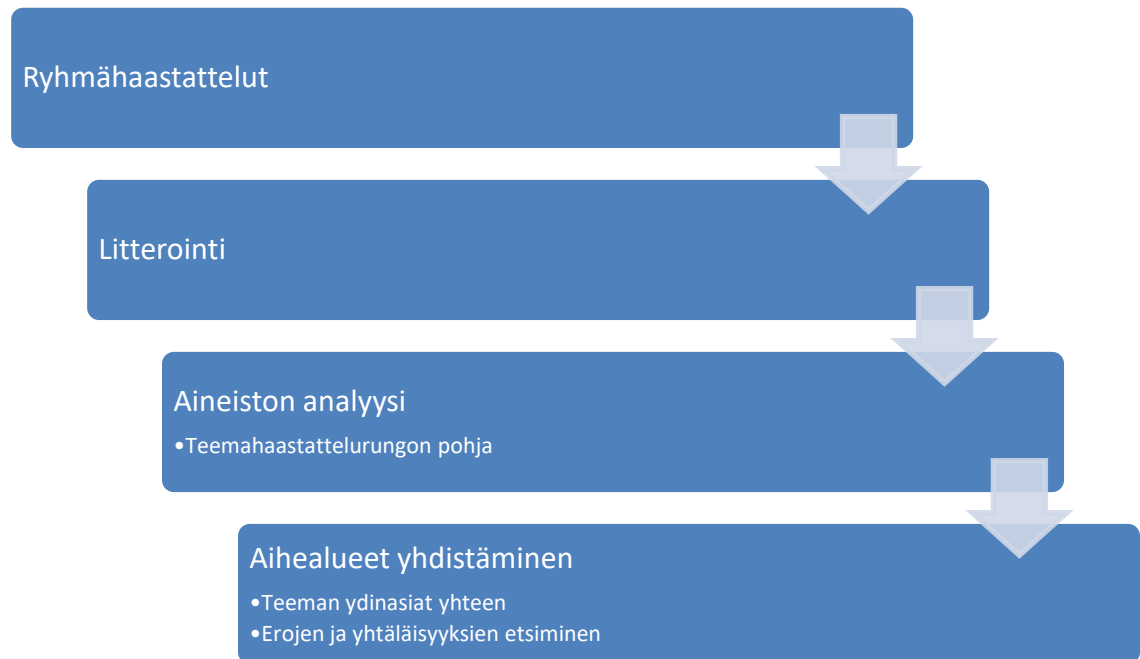 Ryhmähaastattelut
Litterointi
Aineiston analyysi
•Teemahaastattelurungon pohja
Aihealueet yhdistäminen
•Teeman ydinasiat yhteen
•Erojen ja yhtäläisyyksien etsiminen